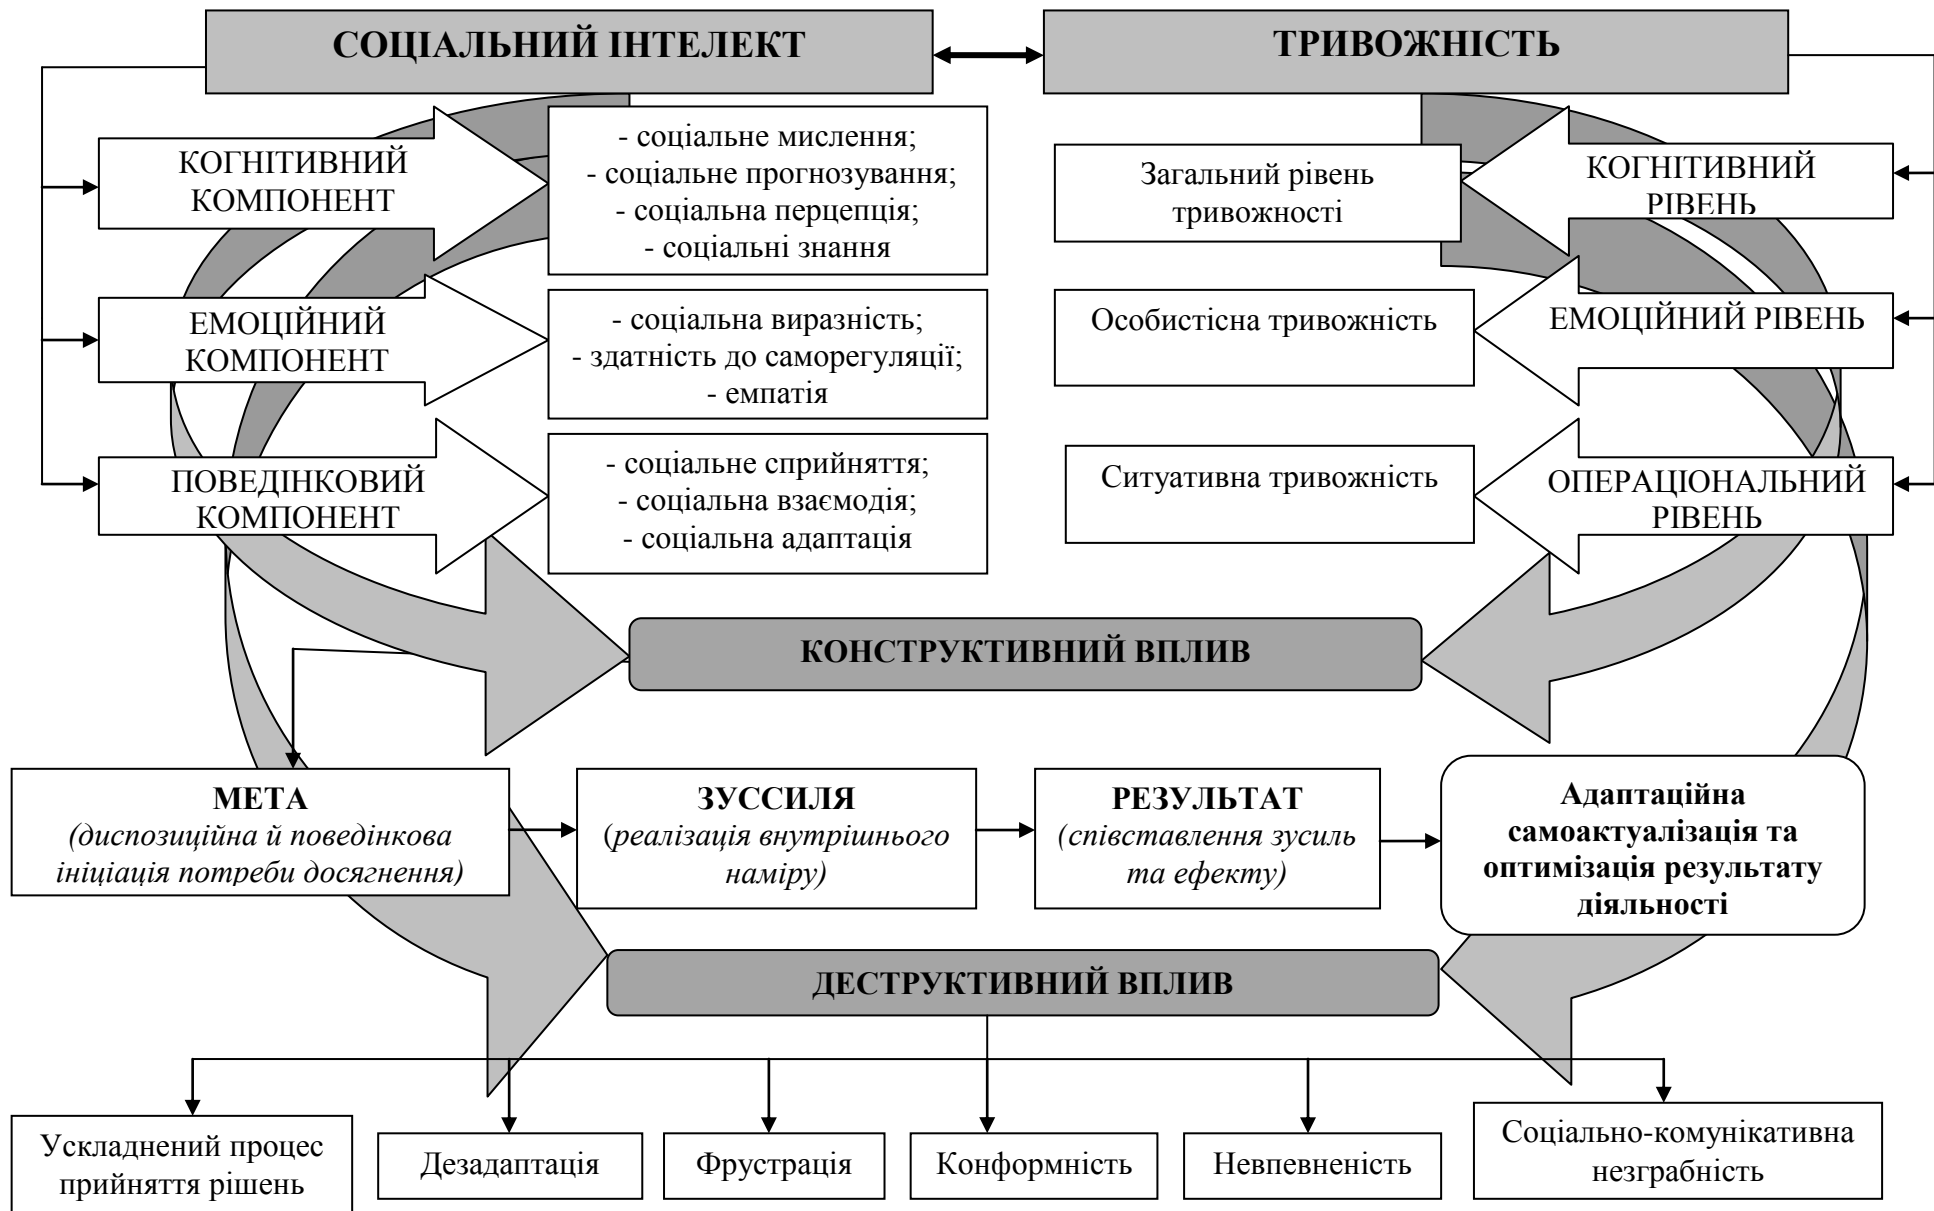 СОЦІАЛЬНИЙ ІНТЕЛЕКТ
ТРИВОЖНІСТЬ
КОГНІТИВНИЙ
КОМПОНЕНТ
- соціальне мислення;
- соціальне прогнозування;
- соціальна перцепція;
- соціальні знання
Загальний рівень
тривожності
КОГНІТИВНИЙ
РІВЕНЬ
ЕМОЦІЙНИЙ
КОМПОНЕНТ
- соціальна виразність;
- здатність до саморегуляції;
- емпатія
Особистісна тривожність
ЕМОЦІЙНИЙ РІВЕНЬ
ПОВЕДІНКОВИЙ
КОМПОНЕНТ
- соціальне сприйняття;
- соціальна взаємодія;
- соціальна адаптація
Ситуативна тривожність
ОПЕРАЦІОНАЛЬНИЙ
РІВЕНЬ
КОНСТРУКТИВНИЙ ВПЛИВ
МЕТА
(диспозиційна й поведінкова
ініціація потреби досягнення)
ЗУССИЛЯ
(реалізація внутрішнього
наміру)
РЕЗУЛЬТАТ
(співставлення зусиль
та ефекту)
Адаптаційна
самоактуалізація та
оптимізація результату
діяльності
ДЕСТРУКТИВНИЙ ВПЛИВ
Ускладнений процес
прийняття рішень
Дезадаптація
Фрустрація
Конформність
Невпевненість
Соціально-комунікативна
незграбність